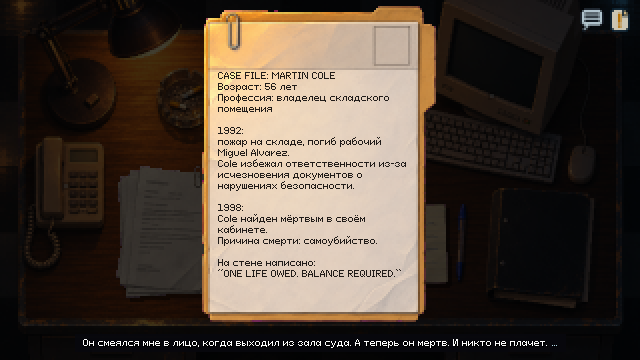 CASE FILE: MARTIN COLE
Возраст: 56 лет
Профессия: владелец складского
помещения
1992:
пожар на складе, погиб рабочий
Miguel Alvarez.
Cole избежал ответственности из-за
исчезновения документов о
нарушениях безопасности.
1998:
Cole найден мёртвым в своём
кабинете.
Причина смерти: самоубийство.
На стене написано:
``ONE LIFE OWED. BALANCE REQUIRED.``
Он смеялся мне в лицо, когда выходил из зала суда. А теперь он мертв. И никто не плачет. ...